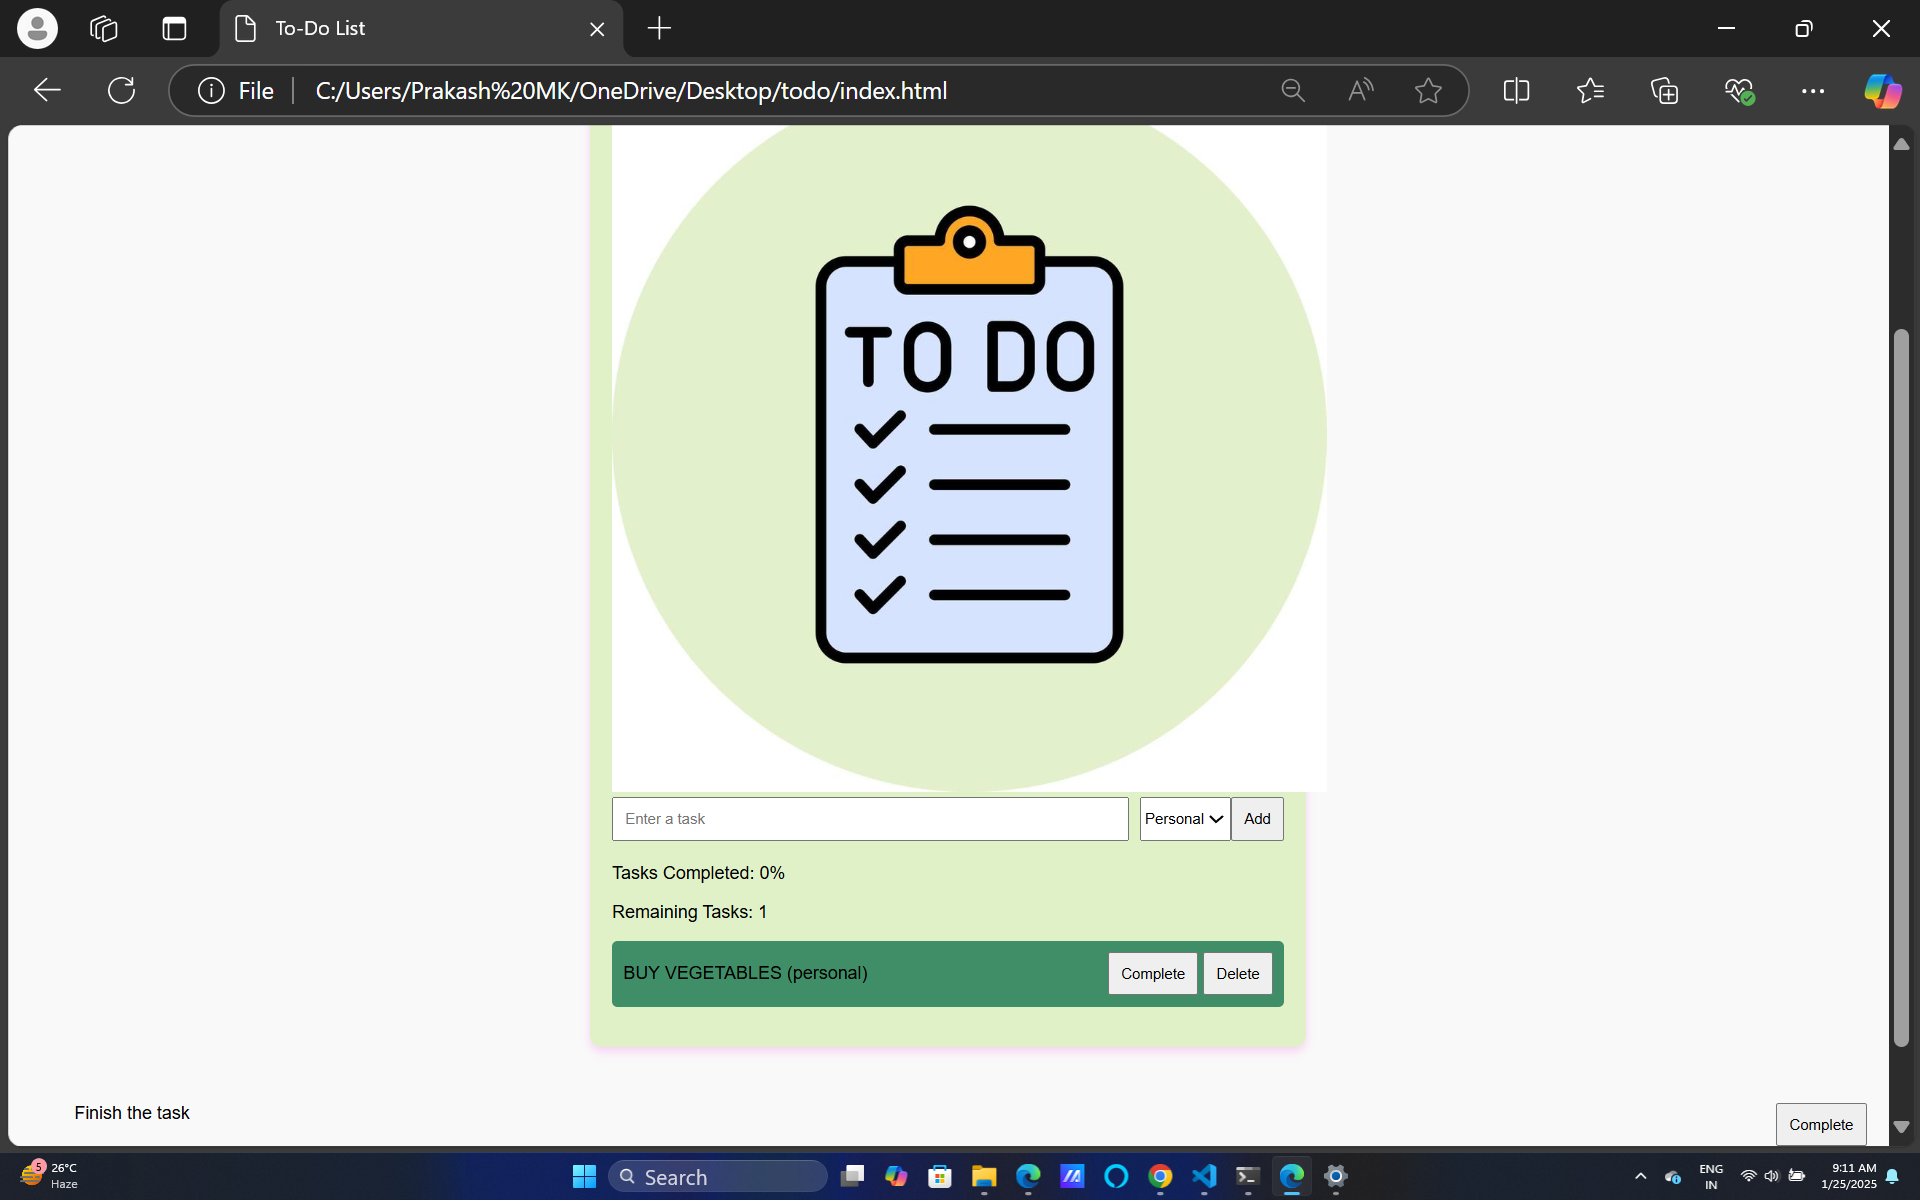 To-Do List
File
C:/Users/Prakash%20MK/OneDrive/Desktop/todo/index.html
TO DO
Enter a task
Personal
Add
Tasks Completed: 0%
Remaining Tasks: 1
BUY VEGETABLES (personal)
Complete
Delete
Finish the task
Complete
5
26°C
Haze
Search
ENG
IN
9:11 AM
1/25/2025